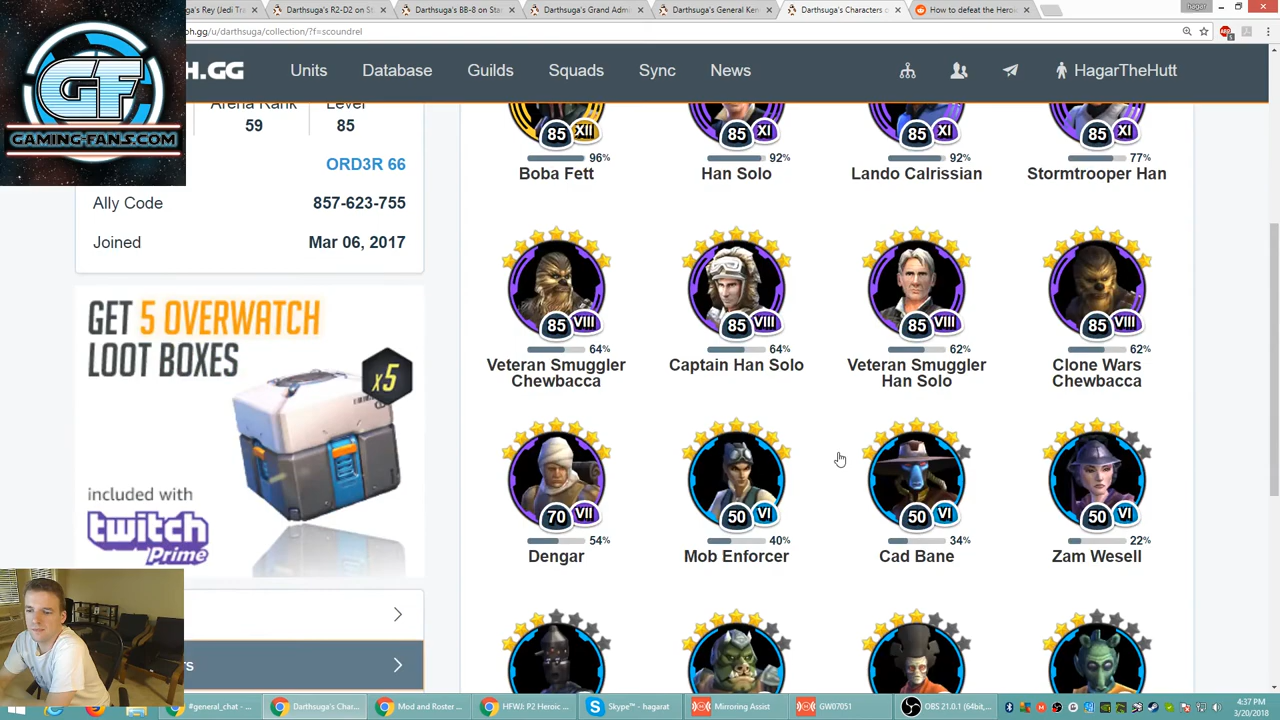 Darthsuga's Rey (Jedi Tra
Darthsuga's R2-D2 on St
Darthsuga's BB-8 on Sta
Darthsuga's Grand Adm
Darthsuga's General Ken
Darthsuga's Characters o
How to defeat the Heroi
hagar
h.gg/u/darthsuga/collection/?f=scoundrel
GF
GAMING-FANS.COM
H.GG
Units
Database
Guilds
Squads
Sync
News
HagarTheHutt
Arena Rank
Level
59
85
ORD3R 66
Ally Code
857-623-755
Joined
Mar 06, 2017
GET 5 OVERWATCH
LOOT BOXES
x5
included with
twitch
Prime
rs
85 XII
96%
Boba Fett
85 XI
92%
Han Solo
85 XI
92%
Lando Calrissian
85 XI
77%
Stormtrooper Han
85 VIII
64%
Veteran Smuggler
Chewbacca
85 VIII
64%
Captain Han Solo
85 VIII
62%
Veteran Smuggler
Han Solo
85 VIII
62%
Clone Wars
Chewbacca
70 VII
54%
Dengar
50 VI
40%
Mob Enforcer
50 VI
34%
Cad Bane
50 VI
22%
Zam Wesell
#general_chat - ...
Darthsuga's Char...
Mod and Roster ...
HFWJ: P2 Heroic ...
Skype™ - hagarat
Mirroring Assist
GW07051
OBS 21.0.1 (64bit,...
4:37 PM
3/20/2018